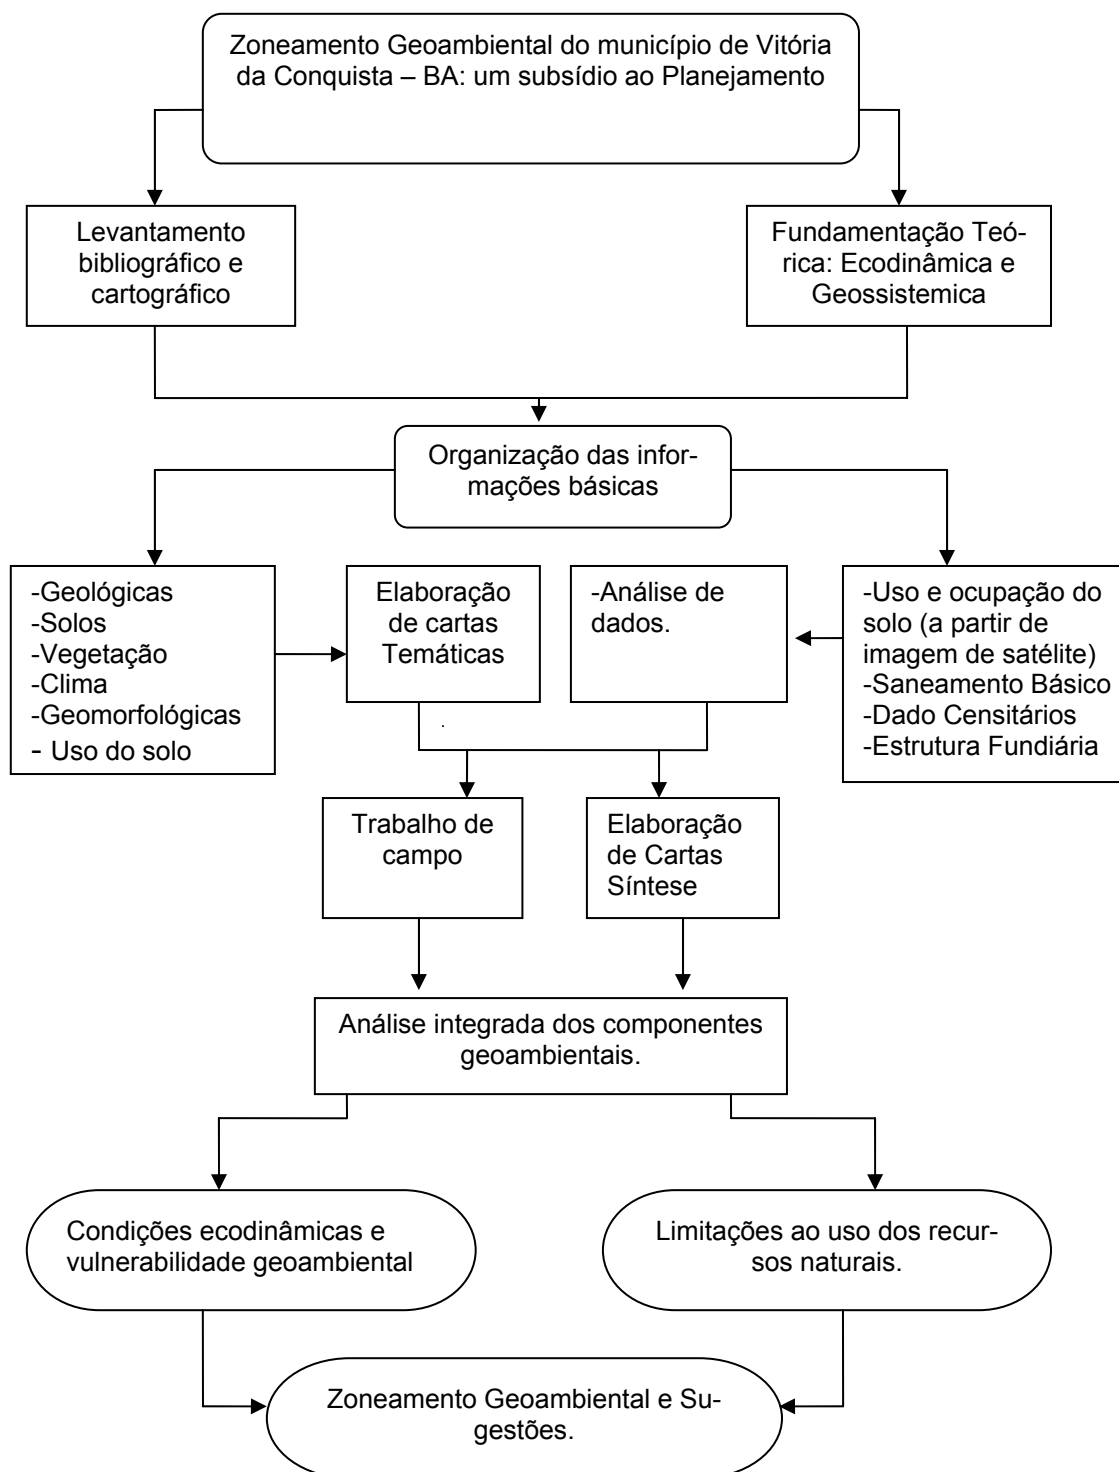 Zoneamento Geoambiental do município de Vitória
da Conquista – BA: um subsídio ao Planejamento
Levantamento
bibliográfico e
cartográfico
Fundamentação Teó-
rica: Ecodinâmica e
Geossistemica
Organização das infor-
mações básicas
-Geológicas
-Solos
-Vegetação
-Clima
-Geomorfológicas
- Uso do solo
Elaboração
de cartas
Temáticas
-Análise de
dados.
-Uso e ocupação do
solo (a partir de
imagem de satélite)
-Saneamento Básico
-Dado Censitários
-Estrutura Fundiária
.
Trabalho de
campo
Elaboração
de Cartas
Síntese
Análise integrada dos componentes
geoambientais.
Condições ecodinâmicas e
vulnerabilidade geoambiental
Limitações ao uso dos recur-
sos naturais.
Zoneamento Geoambiental e Su-
gestões.